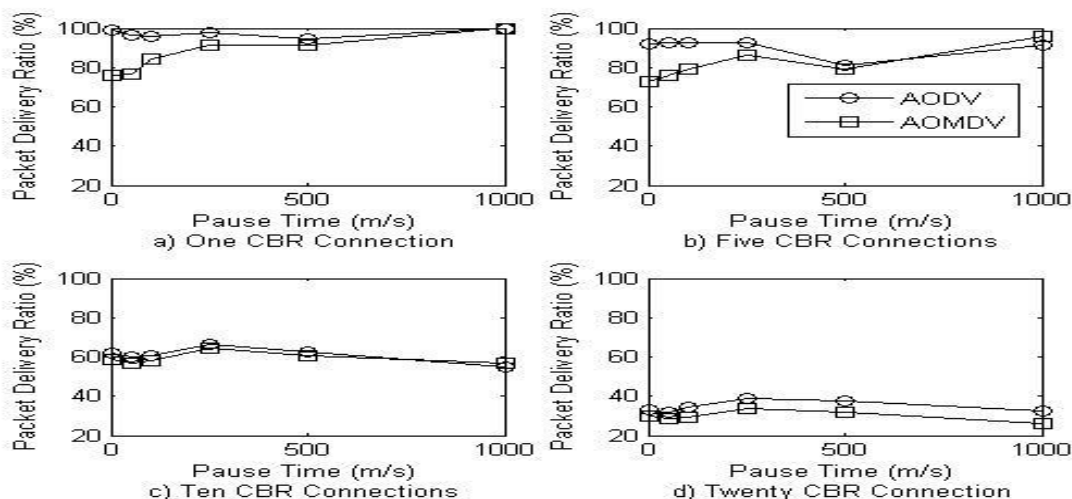 Packet Delivery Ratio (%)
100
80
60
40
20
0
500
1000
Pause Time (m/s)
a) One CBR Connection
Packet Delivery Ratio (%)
100
80
60
40
20
0
500
1000
AODV
AOMDV
Pause Time (m/s)
b) Five CBR Connections
Packet Delivery Ratio (%)
100
80
60
40
20
0
500
1000
Pause Time (m/s)
c) Ten CBR Connections
Packet Delivery Ratio (%)
100
80
60
40
20
0
500
1000
Pause Time (m/s)
d) Twenty CBR Connection